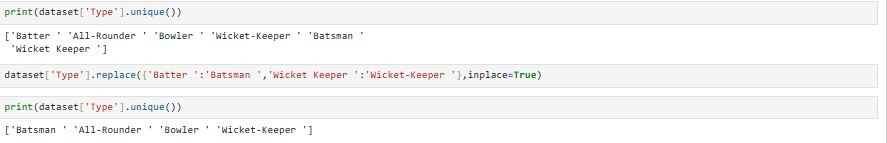 print(dataset['Type'].unique())
['Batter ' 'All-Rounder ' 'Bowler ' 'Wicket-Keeper ' 'Batsman '
 'Wicket Keeper ']
dataset['Type'].replace({'Batter ':'Batsman ','Wicket Keeper ':'Wicket-Keeper '},inplace=True)
print(dataset['Type'].unique())
['Batsman ' 'All-Rounder ' 'Bowler ' 'Wicket-Keeper ']